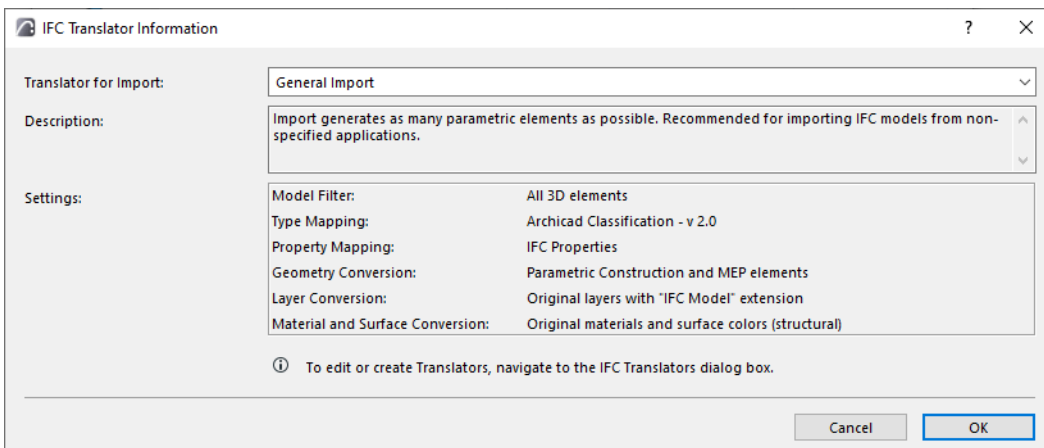 IFC Translator Information
?
Translator for Import:
General Import
Description:
Import generates as many parametric elements as possible. Recommended for importing IFC models from non-
specified applications.
Settings:
Model Filter: All 3D elements
Type Mapping: Archicad Classification - v 2.0
Property Mapping: IFC Properties
Geometry Conversion: Parametric Construction and MEP elements
Layer Conversion: Original layers with "IFC Model" extension
Material and Surface Conversion: Original materials and surface colors (structural)
To edit or create Translators, navigate to the IFC Translators dialog box.
Cancel
OK